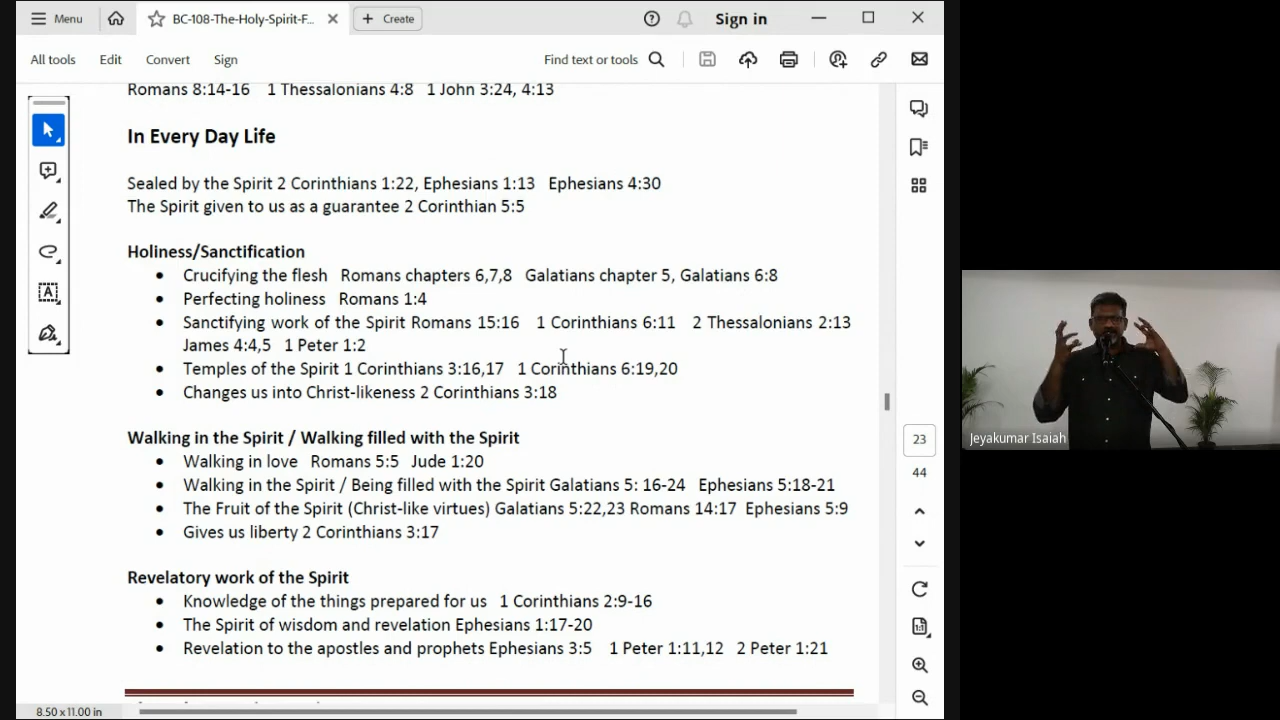 Menu
BC-108-The-Holy-Spirit-F...
Create
Sign in
All tools
Edit
Convert
Sign
Find text or tools
Romans 8:14-16 1 Thessalonians 4:8 1 John 3:24, 4:13
In Every Day Life
Sealed by the Spirit 2 Corinthians 1:22, Ephesians 1:13 Ephesians 4:30
The Spirit given to us as a guarantee 2 Corinthian 5:5
Holiness/Sanctification
• Crucifying the flesh Romans chapters 6,7,8 Galatians chapter 5, Galatians 6:8
• Perfecting holiness Romans 1:4
• Sanctifying work of the Spirit Romans 15:16 1 Corinthians 6:11 2 Thessalonians 2:13
James 4:4,5 1 Peter 1:2
• Temples of the Spirit 1 Corinthians 3:16,17 1 Corinthians 6:19,20
• Changes us into Christ-likeness 2 Corinthians 3:18
Walking in the Spirit / Walking filled with the Spirit
• Walking in love Romans 5:5 Jude 1:20
• Walking in the Spirit / Being filled with the Spirit Galatians 5: 16-24 Ephesians 5:18-21
• The Fruit of the Spirit (Christ-like virtues) Galatians 5:22,23 Romans 14:17 Ephesians 5:9
• Gives us liberty 2 Corinthians 3:17
Revelatory work of the Spirit
• Knowledge of the things prepared for us 1 Corinthians 2:9-16
• The Spirit of wisdom and revelation Ephesians 1:17-20
• Revelation to the apostles and prophets Ephesians 3:5 1 Peter 1:11,12 2 Peter 1:21
8.50 x 11.00 in
23
44
1:1
Jeyakumar Isaiah